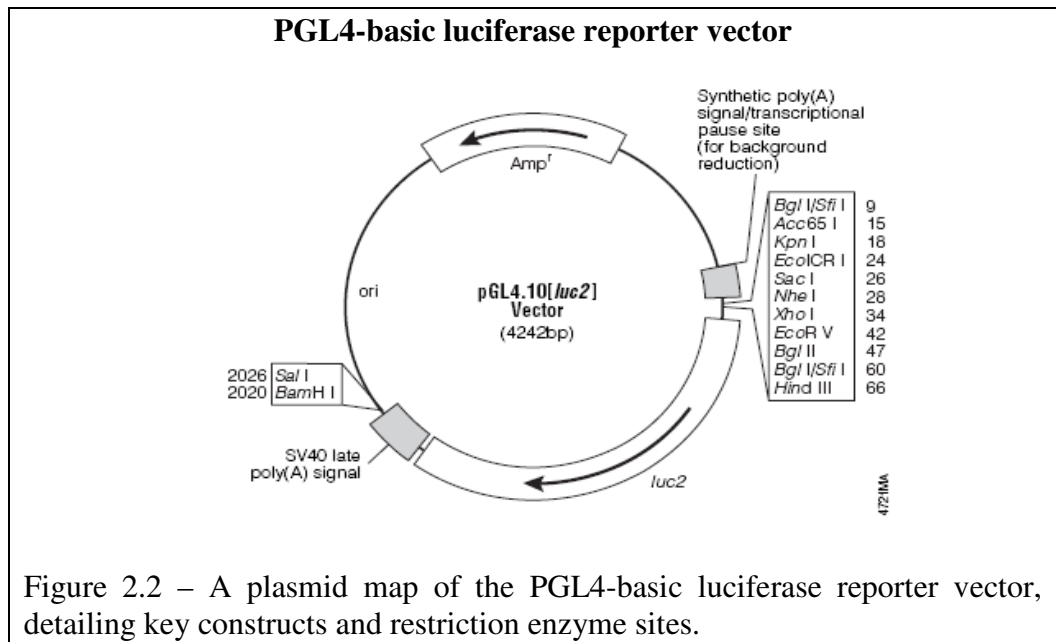 PGL4-basic luciferase reporter vector
Synthetic poly(A)
signal/transcriptional
pause site
(for background
reduction)
Ampʳ
Bgl I/Sfi I 9
Acc65 I 15
Kpn I 18
EcoICR I 24
Sac I 26
Nhe I 28
Xho I 34
EcoR V 42
Bgl II 47
Bgl I/Sfi I 60
Hind III 66
ori
pGL4.10[luc2]
Vector
(4242bp)
2026 Sal I
2020 BamH I
SV40 late
poly(A) signal
luc2
4721MA
Figure 2.2 – A plasmid map of the PGL4-basic luciferase reporter vector,
detailing key constructs and restriction enzyme sites.